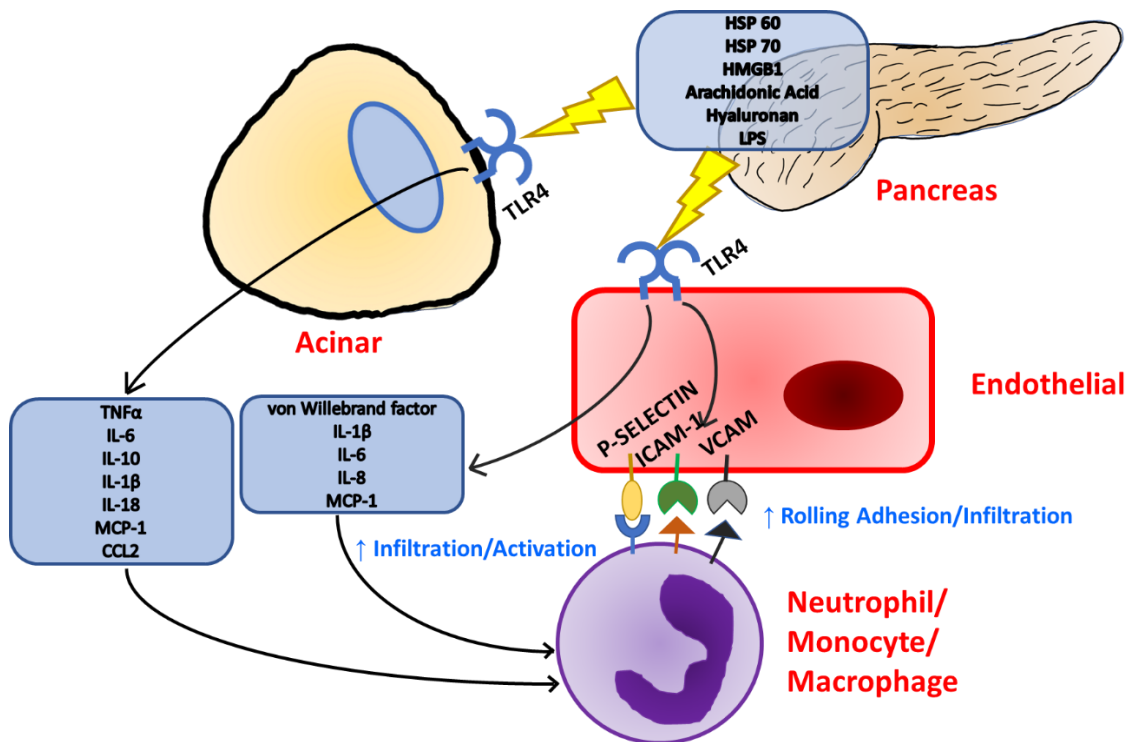 HSP 60
HSP 70
HMGB1
Arachidonic Acid
Hyaluronan
LPS
Pancreas
TLR4
TLR4
Acinar
Endothelial
TNFα
IL-6
IL-10
IL-1β
IL-18
MCP-1
CCL2
von Willebrand factor
IL-1β
IL-6
IL-8
MCP-1
P-SELECTIN
ICAM-1
VCAM
↑ Rolling Adhesion/Infiltration
↑ Infiltration/Activation
Neutrophil/
Monocyte/
Macrophage